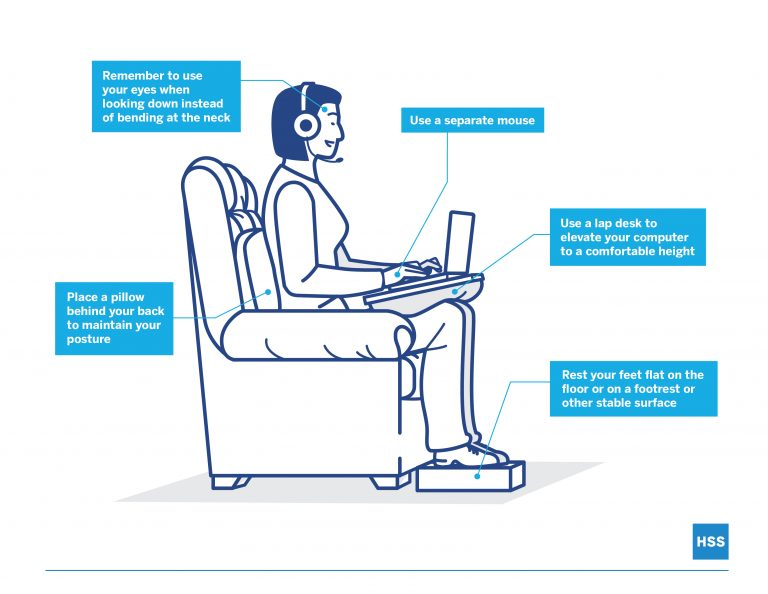 Remember to use
your eyes when
looking down instead
of bending at the neck
Use a separate mouse
Use a lap desk to
elevate your computer
to a comfortable height
Place a pillow
behind your back
to maintain your
posture
Rest your feet flat on the
floor or on a footrest or
other stable surface
HSS